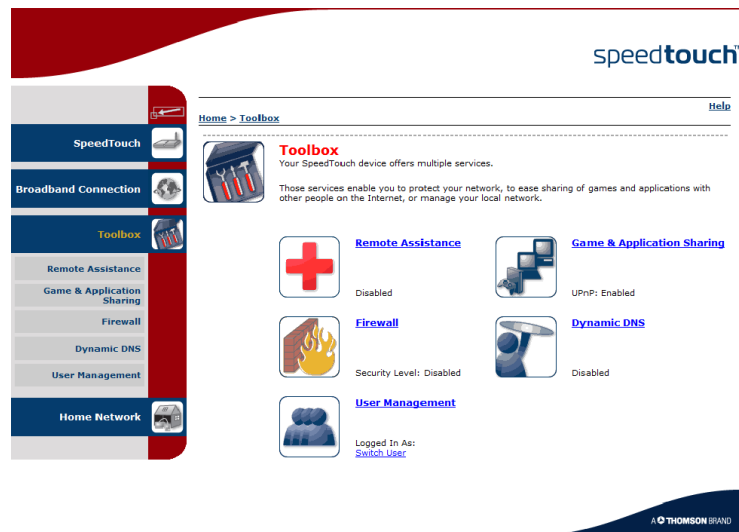 speedtouch™
Help
Home > Toolbox
SpeedTouch
Broadband Connection
Toolbox
Remote Assistance
Game & Application
Sharing
Firewall
Dynamic DNS
User Management
Home Network
Toolbox
Your SpeedTouch device offers multiple services.
Those services enable you to protect your network, to ease sharing of games and applications with
other people on the Internet, or manage your local network.
Remote Assistance
Disabled
Game & Application Sharing
UPnP: Enabled
Firewall
Security Level: Disabled
Dynamic DNS
Disabled
User Management
Logged In As:
Switch User
A THOMSON BRAND